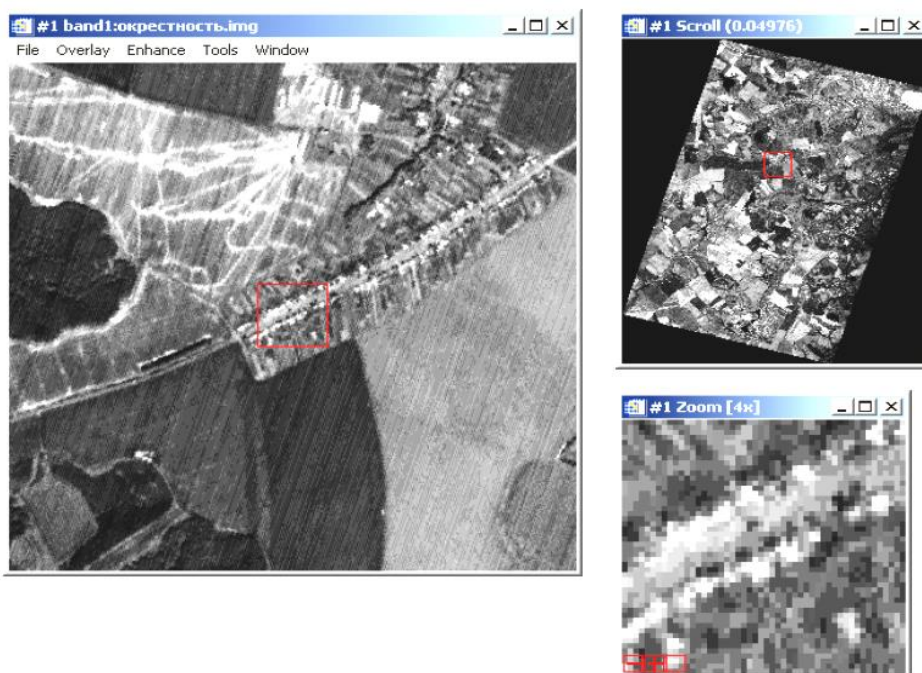 #1 band1:окрестность.img
File Overlay Enhance Tools Window
#1 Scroll (0.04976)
#1 Zoom [4x]